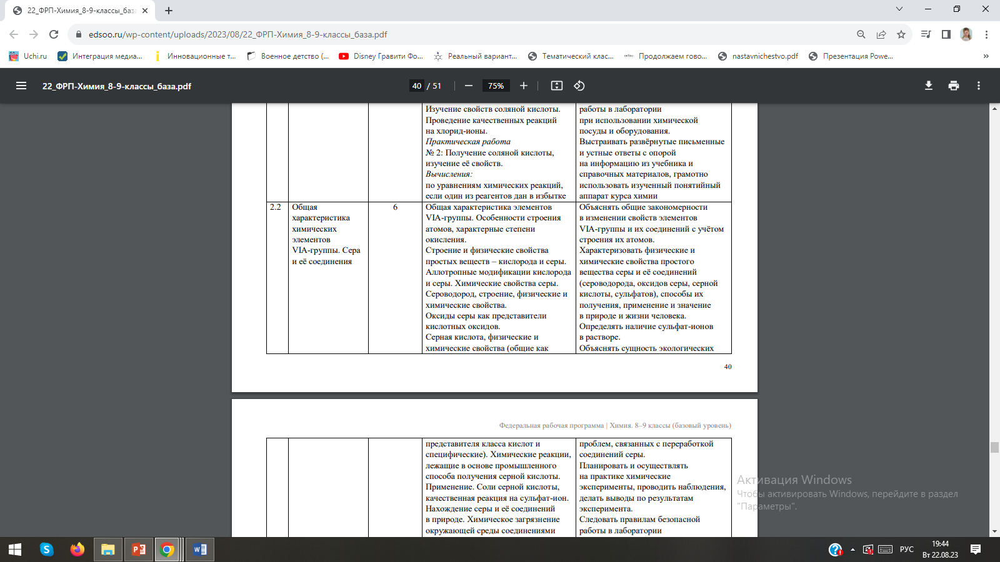 22_ФРП-Химия_8-9-классы_база
edsoo.ru/wp-content/uploads/2023/08/22_ФРП-Химия_8-9-классы_база.pdf
Uchi.ru
Интеграция медиа...
Инновационные т...
Военное детство (...
Disney Гравити Фо...
Реальный вариант...
Тематический клас...
Продолжаем гово...
nastavnichestvo.pdf
Презентация Powe...
»
22_ФРП-Химия_8-9-классы_база.pdf
40 / 51
75%
Изучение свойств соляной кислоты.
Проведение качественных реакций
на хлорид-ионы.
Практическая работа
№ 2: Получение соляной кислоты,
изучение её свойств.
Вычисления:
по уравнениям химических реакций,
если один из реагентов дан в избытке
работы в лаборатории
при использовании химической
посуды и оборудования.
Выстраивать развёрнутые письменные
и устные ответы с опорой
на информацию из учебника и
справочных материалов, грамотно
использовать изученный понятийный
аппарат курса химии
2.2
Общая
характеристика
химических
элементов
VIA-группы. Сера
и её соединения
6
Общая характеристика элементов
VIA-группы. Особенности строения
атомов, характерные степени
окисления.
Строение и физические свойства
простых веществ – кислорода и серы.
Аллотропные модификации кислорода
и серы. Химические свойства серы.
Сероводород, строение, физические и
химические свойства.
Оксиды серы как представители
кислотных оксидов.
Серная кислота, физические и
химические свойства (общие как
Объяснять общие закономерности
в изменении свойств элементов
VIA-группы и их соединений с учётом
строения их атомов.
Характеризовать физические и
химические свойства простого
вещества серы и её соединений
(сероводорода, оксидов серы, серной
кислоты, сульфатов), способы их
получения, применение и значение
в природе и жизни человека.
Определять наличие сульфат-ионов
в растворе.
Объяснять сущность экологических
40
Федеральная рабочая программа | Химия. 8–9 классы (базовый уровень)
представителя класса кислот и
специфические). Химические реакции,
лежащие в основе промышленного
способа получения серной кислоты.
Применение. Соли серной кислоты,
качественная реакция на сульфат-ион.
Нахождение серы и её соединений
в природе. Химическое загрязнение
окружающей среды соединениями
проблем, связанных с переработкой
соединений серы.
Планировать и осуществлять
на практике химические
эксперименты, проводить наблюдения,
делать выводы по результатам
эксперимента.
Следовать правилам безопасной
работы в лаборатории
Активация Windows
Чтобы активировать Windows, перейдите в раздел
"Параметры".
РУС
19:44
Вт 22.08.23